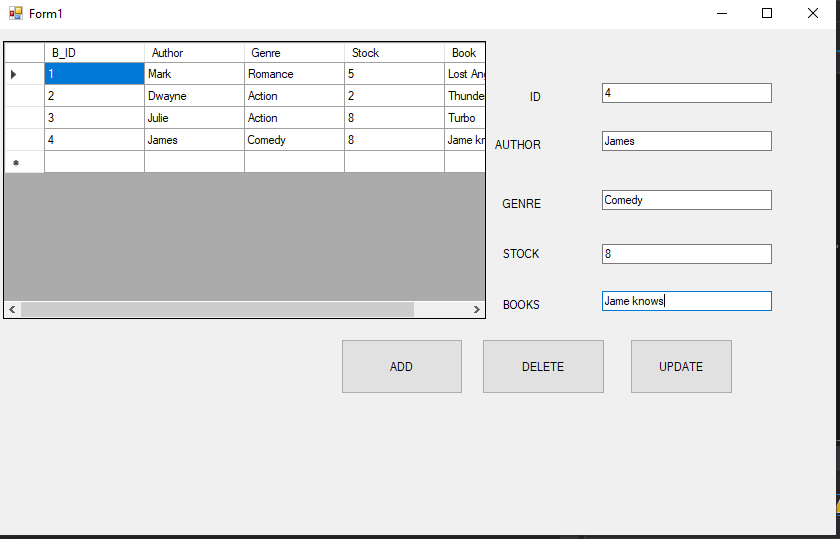 Form1
B_ID Author Genre Stock Book
1 Mark Romance 5 Lost Ang
2 Dwayne Action 2 Thunder
3 Julie Action 8 Turbo
4 James Comedy 8 Jame kn
ID 4
AUTHOR James
GENRE Comedy
STOCK 8
BOOKS Jame knows
ADD DELETE UPDATE